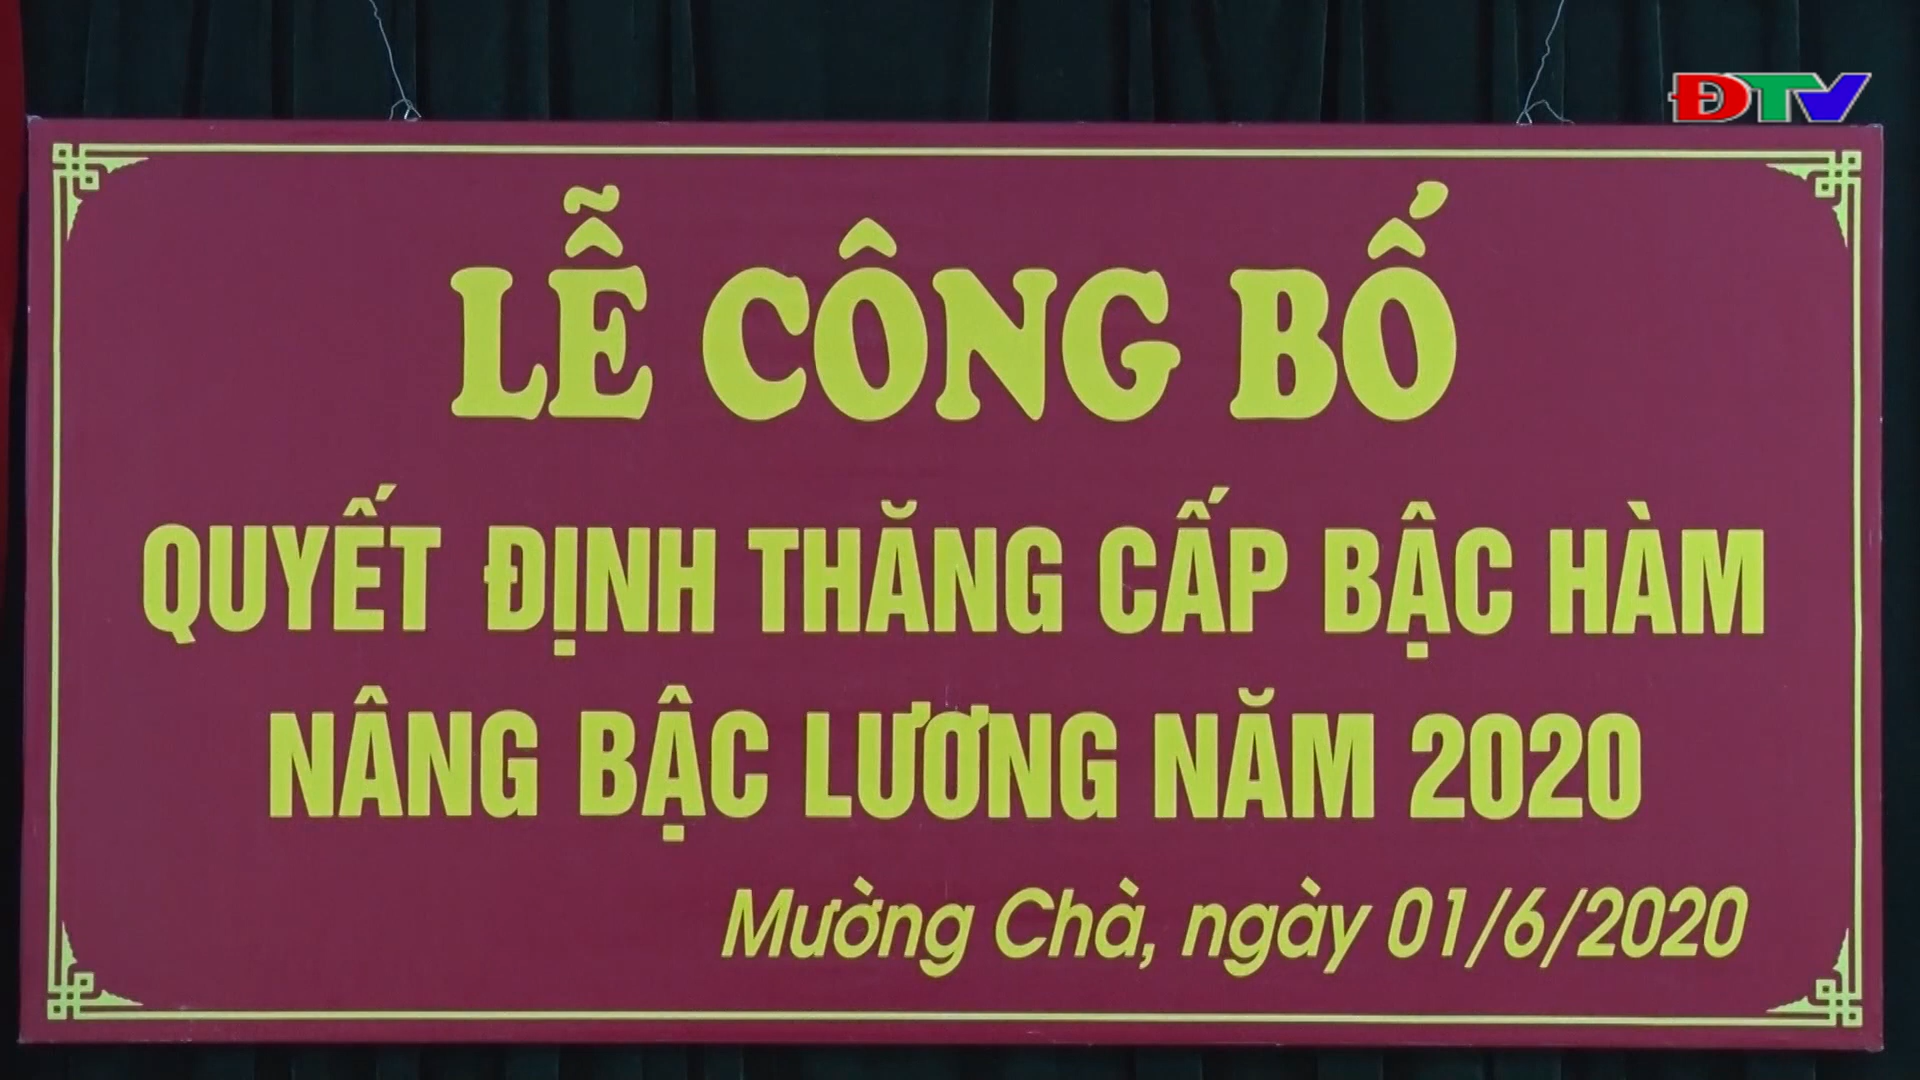 ĐTV
LỄ CÔNG BỐ
QUYẾT ĐỊNH THĂNG CẤP BẬC HÀM
NÂNG BẬC LƯƠNG NĂM 2020
Mường Chà, ngày 01/6/2020